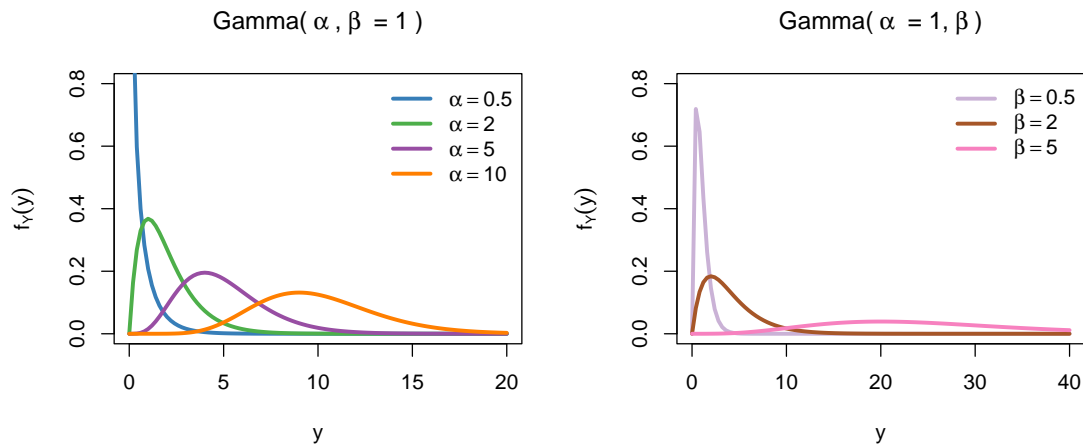 Gamma( α , β = 1 )
f_Y(y)
0.8
0.6
0.4
0.2
0.0
α = 0.5
α = 2
α = 5
α = 10
0 5 10 15 20
y
Gamma( α = 1, β )
f_Y(y)
0.8
0.6
0.4
0.2
0.0
β = 0.5
β = 2
β = 5
0 10 20 30 40
y